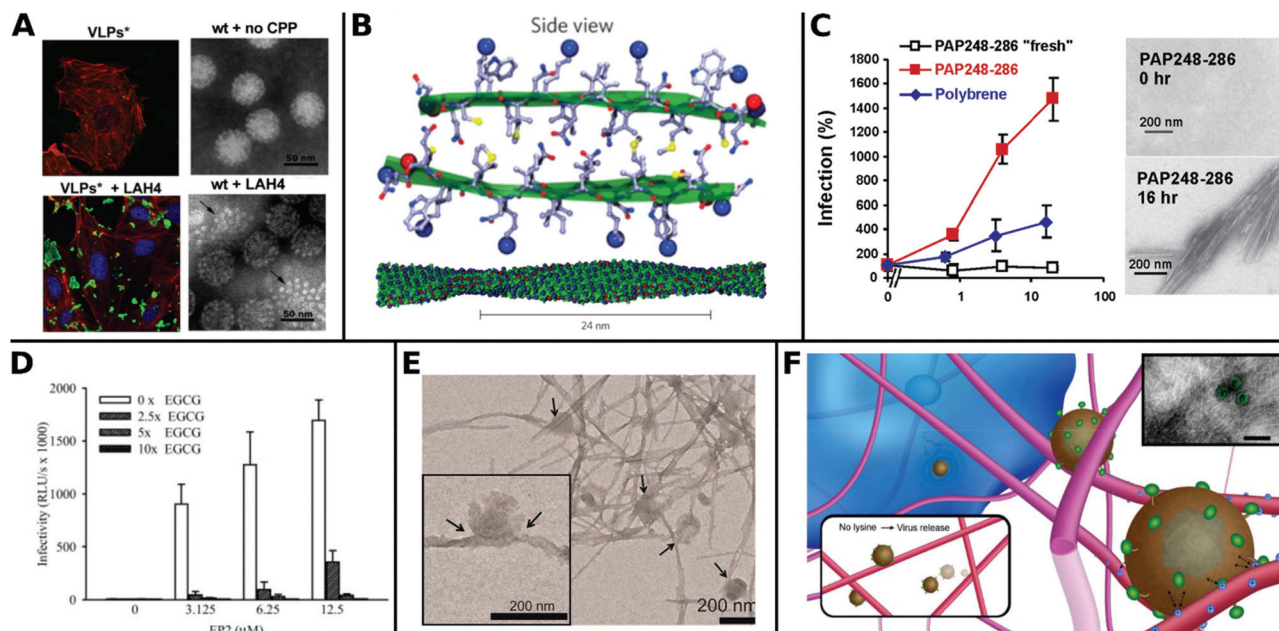 A
VLPs*
wt + no CPP
50 nm
VLPs* + LAH4
wt + LAH4
50 nm
B
Side view
24 nm
C
PAP248-286 "fresh"
PAP248-286
Polybrene
Infection (%)
1800
1600
1400
1200
1000
800
600
400
200
0
0
1
10
100
PAP248-286
0 hr
200 nm
PAP248-286
16 hr
200 nm
D
Infectivity (RLU/s x 1000)
2000
1500
1000
500
0
0 x EGCG
2.5x EGCG
5x EGCG
10x EGCG
0
3.125
6.25
12.5
EP2 (µM)
E
200 nm
200 nm
F
No lysine → Virus release